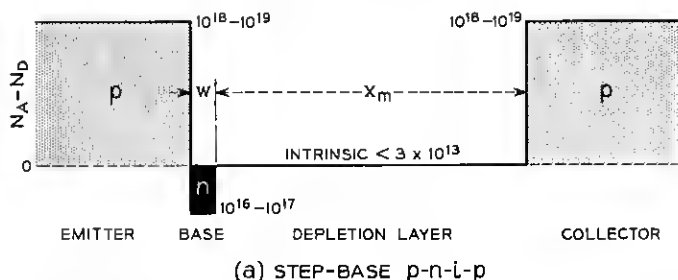 10¹⁸–10¹⁹
10¹⁸–10¹⁹
N_A–N_D
p
w
x_m
p
0
INTRINSIC < 3 x 10¹³
n
10¹⁶–10¹⁷
EMITTER BASE DEPLETION LAYER COLLECTOR
(a) STEP-BASE p-n-i-p